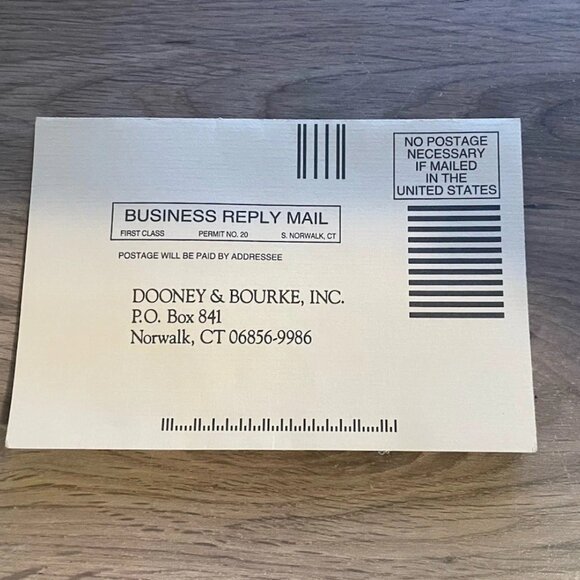 NO POSTAGE
NECESSARY
IF MAILED
IN THE
UNITED STATES
BUSINESS REPLY MAIL
FIRST CLASS PERMIT NO. 20 S. NORWALK, CT
POSTAGE WILL BE PAID BY ADDRESSEE
DOONEY & BOURKE, INC.
P.O. Box 841
Norwalk, CT 06856-9986